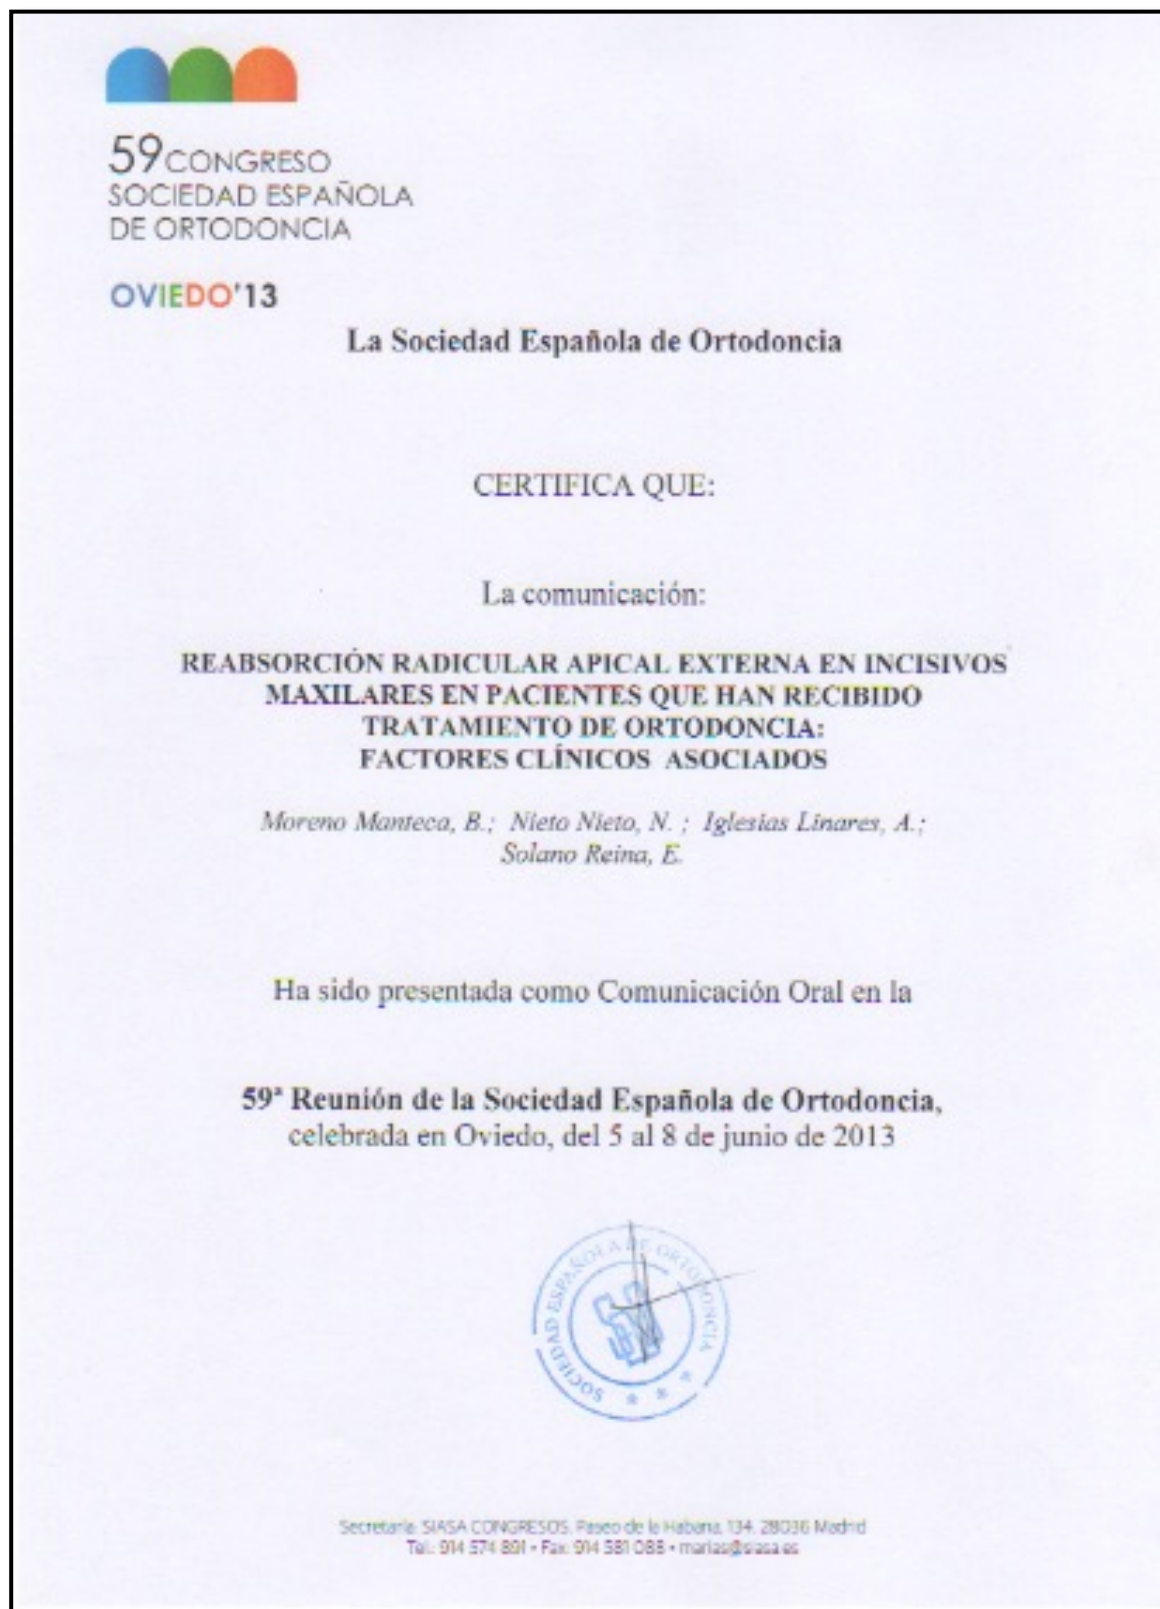 59 CONGRESO
SOCIEDAD ESPAÑOLA
DE ORTODONCIA
OVIEDO'13
La Sociedad Española de Ortodoncia
CERTIFICA QUE:
La comunicación:
REABSORCIÓN RADICULAR APICAL EXTERNA EN INCISIVOS
MAXILARES EN PACIENTES QUE HAN RECIBIDO
TRATAMIENTO DE ORTODONCIA:
FACTORES CLÍNICOS ASOCIADOS
Moreno Manteca, B.; Nieto Nieto, N. ; Iglesias Linares, A.;
Solano Reina, E.
Ha sido presentada como Comunicación Oral en la
59ª Reunión de la Sociedad Española de Ortodoncia,
celebrada en Oviedo, del 5 al 8 de junio de 2013
SOCIEDAD ESPAÑOLA DE ORTODONCIA
Secretaría: SIASA CONGRESOS. Paseo de la Habana, 134. 28036 Madrid
Tel.: 914 574 891 • Fax: 914 581 088 • marias@siasa.es